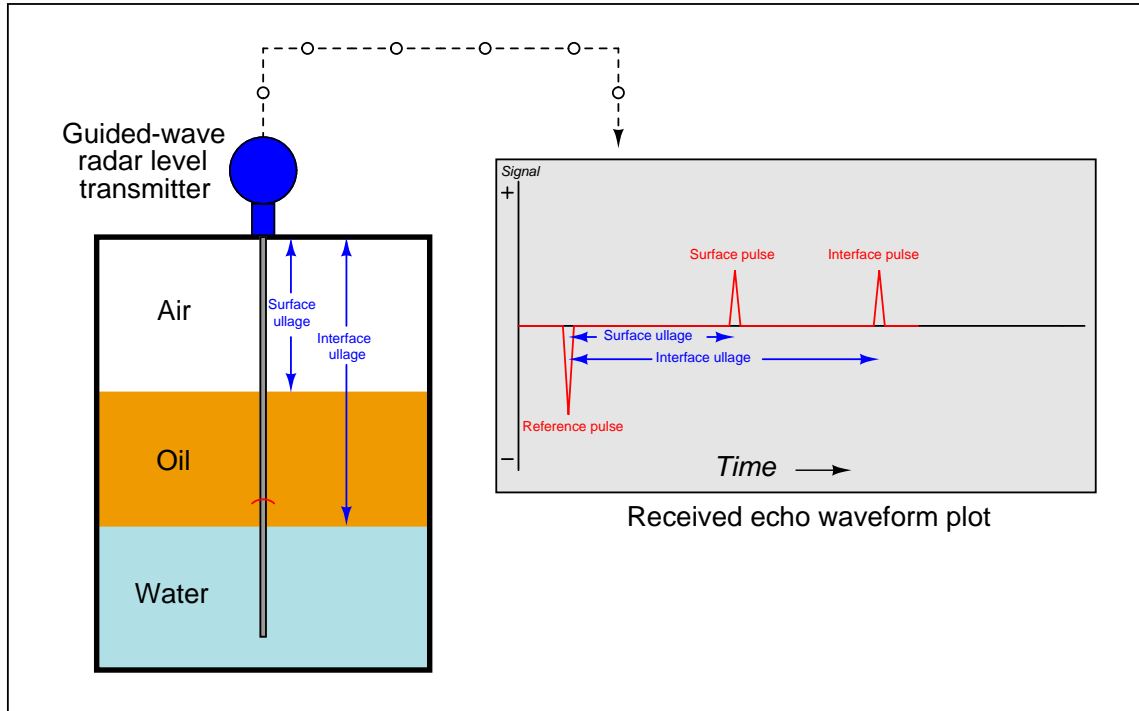 Guided-wave
radar level
transmitter
Air
Surface
ullage
Interface
ullage
Oil
Water
Signal
+
Surface pulse
Interface pulse
Surface ullage
Interface ullage
Reference pulse
−
Time
Received echo waveform plot